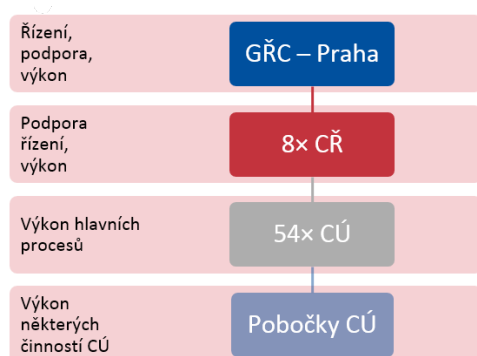 Řízení,
podpora,
výkon
GŘC – Praha
Podpora
řízení,
výkon
8× CŘ
Výkon hlavních
procesů
54× CÚ
Výkon
některých
činností CÚ
Pobočky CÚ